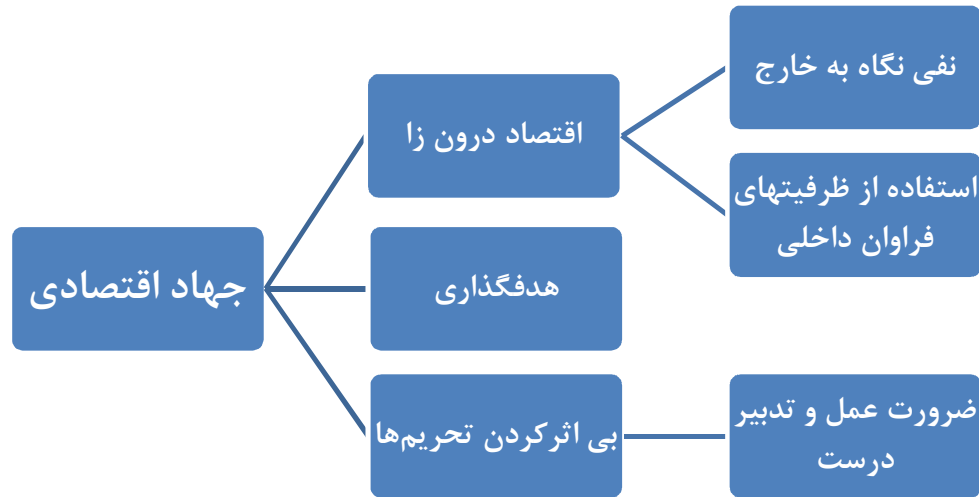 جهاد اقتصادی
اقتصاد درون زا
نفی نگاه به خارج
استفاده از ظرفیتهای
فراوان داخلی
هدفگذاری
بی اثرکردن تحریم‌ها
ضرورت عمل و تدبیر
درست